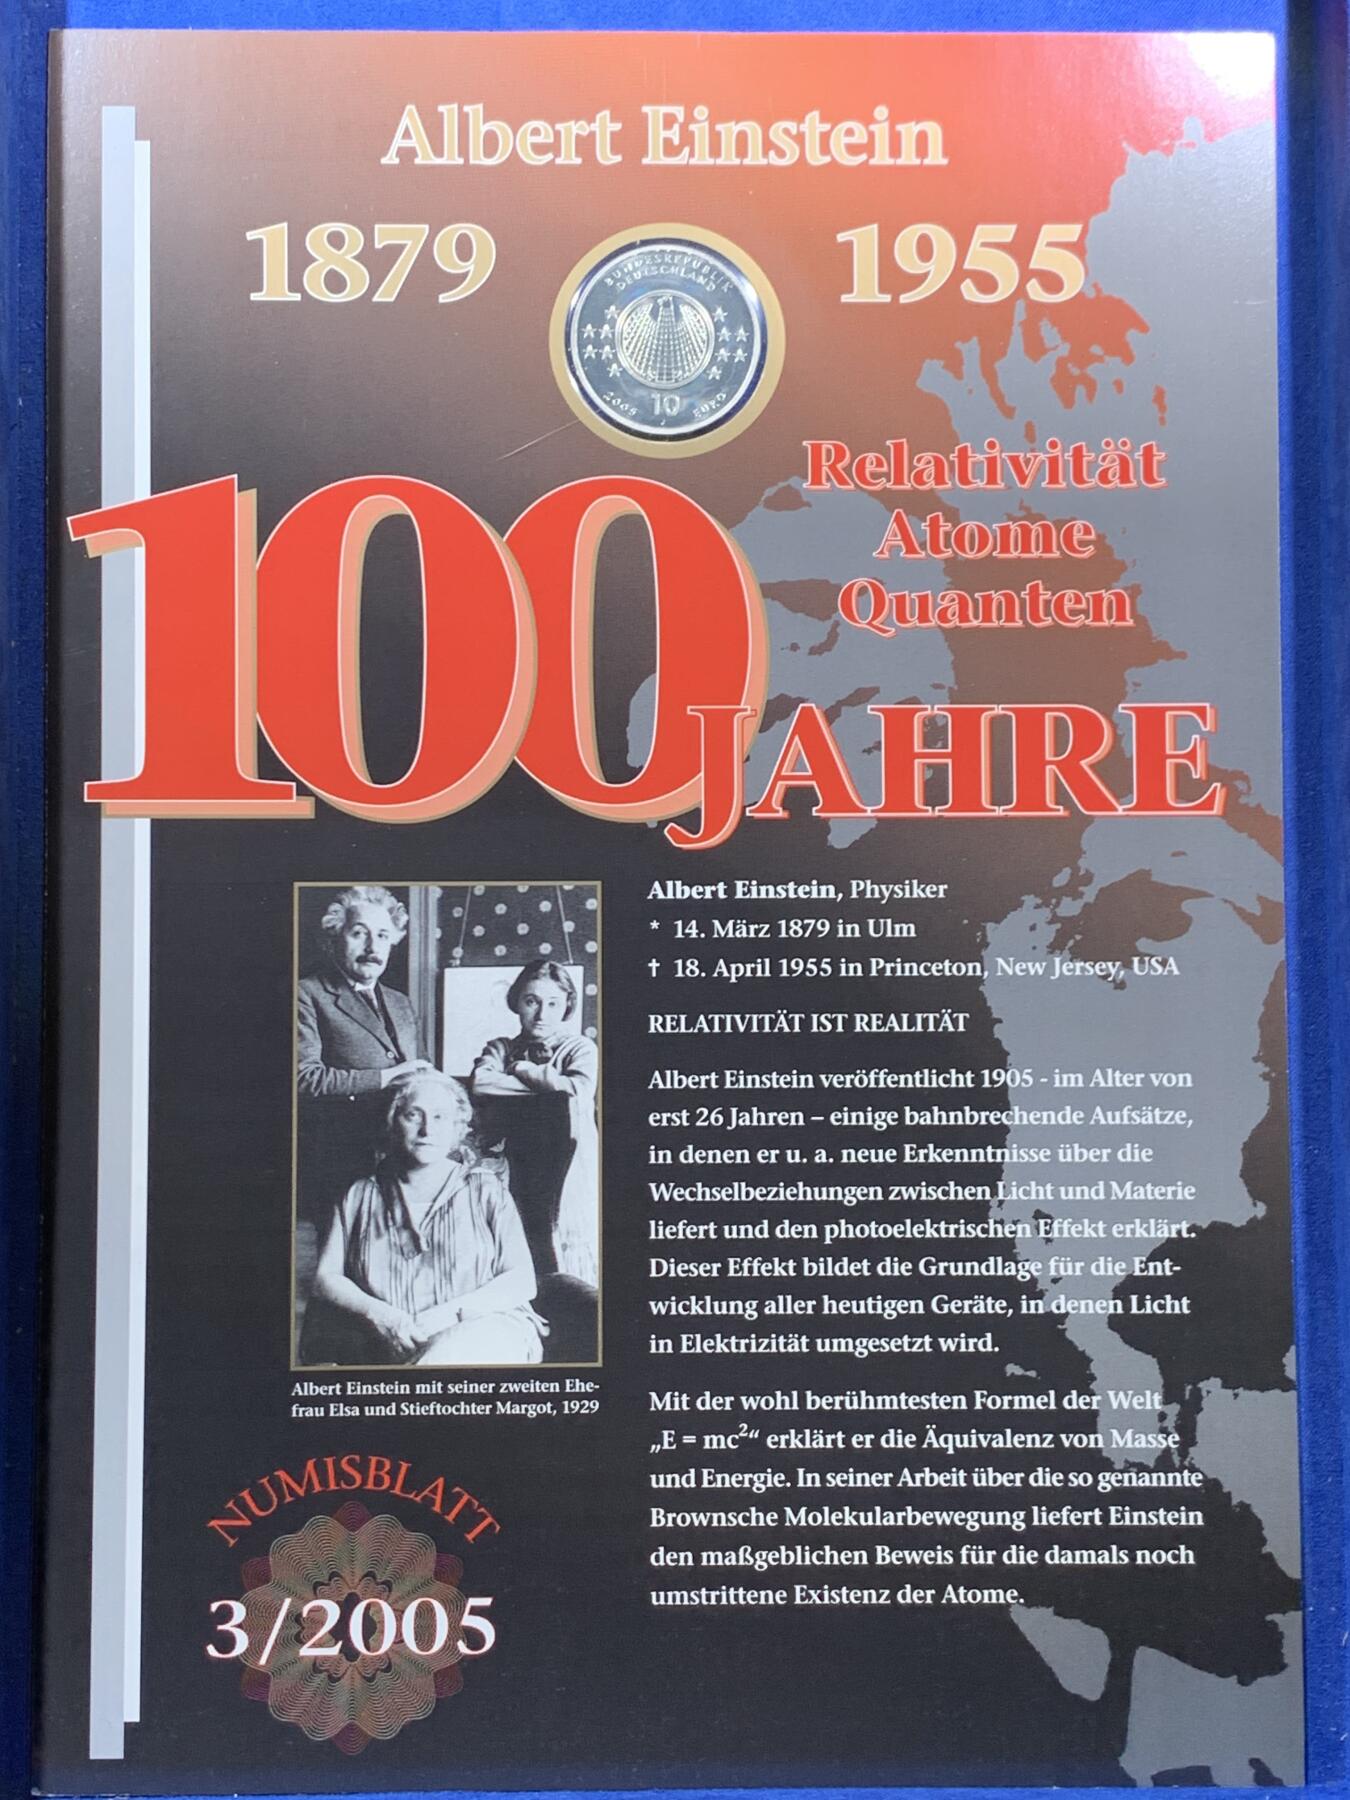 Albert Einstein
1879
1955
BUNDESREPUBLIK
DEUTSCHLAND
2005 10 EURO
J
Relativität
Atome
Quanten
100 JAHRE
Albert Einstein, Physiker
* 14. März 1879 in Ulm
† 18. April 1955 in Princeton, New Jersey, USA
RELATIVITÄT IST REALITÄT
Albert Einstein veröffentlicht 1905 - im Alter von
erst 26 Jahren – einige bahnbrechende Aufsätze,
in denen er u. a. neue Erkenntnisse über die
Wechselbeziehungen zwischen Licht und Materie
liefert und den photoelektrischen Effekt erklärt.
Dieser Effekt bildet die Grundlage für die Ent-
wicklung aller heutigen Geräte, in denen Licht
in Elektrizität umgesetzt wird.
Mit der wohl berühmtesten Formel der Welt
„E = mc²“ erklärt er die Äquivalenz von Masse
und Energie. In seiner Arbeit über die so genannte
Brownsche Molekularbewegung liefert Einstein
den maßgeblichen Beweis für die damals noch
umstrittene Existenz der Atome.
Albert Einstein mit seiner zweiten Ehe-
frau Elsa und Stieftochter Margot, 1929
NUMISBLATT
3/2005